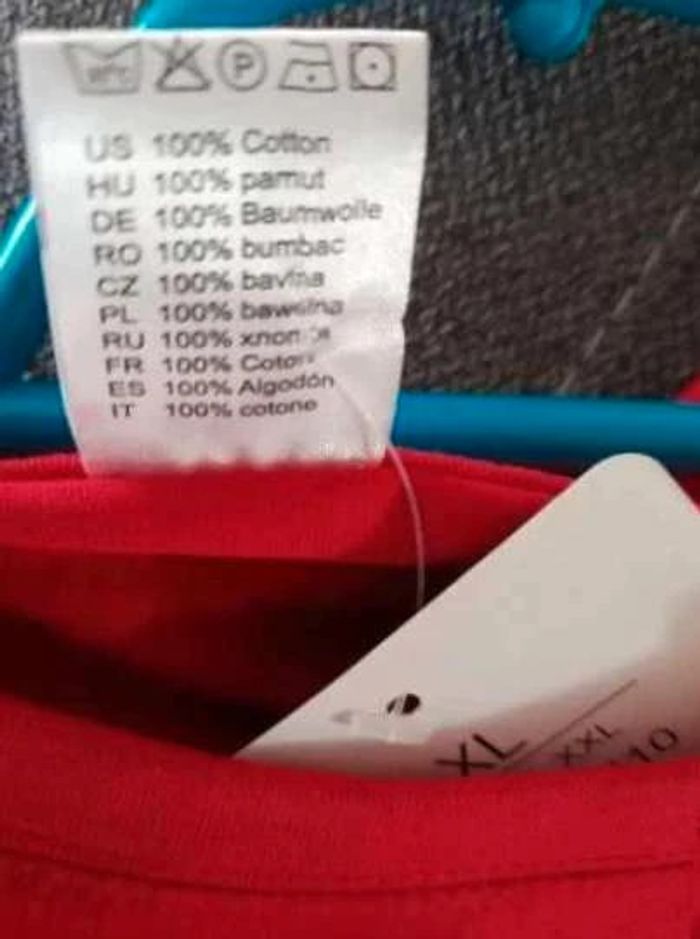 P
US 100% Cotton
HU 100% pamut
DE 100% Baumwolle
RO 100% bumbac
CZ 100% bavlna
PL 100% bawełna
RU 100%
FR 100% Coton
ES 100% Algodón
IT 100% cotone
XL
XXL
110